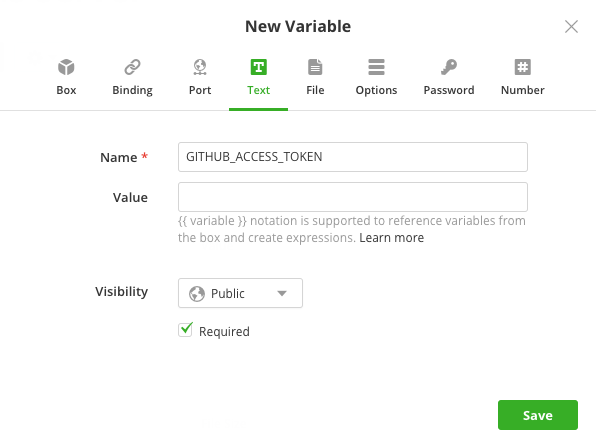 New Variable
Box Binding Port Text File Options Password Number
Name *
GITHUB_ACCESS_TOKEN
Value
{{ variable }} notation is supported to reference variables from
the box and create expressions. Learn more
Visibility
Public
Required
Save